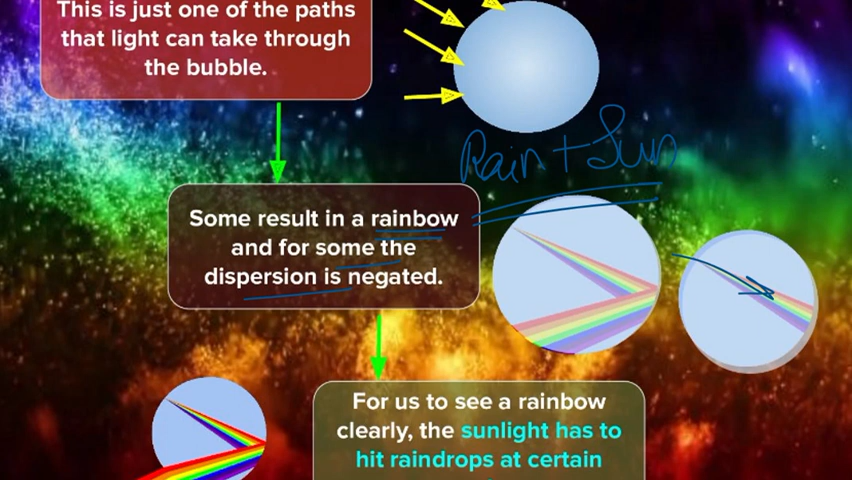 This is just one of the paths
that light can take through
the bubble.
Rain + Sun
Some result in a rainbow
and for some the
dispersion is negated.
For us to see a rainbow
clearly, the sunlight has to
hit raindrops at certain